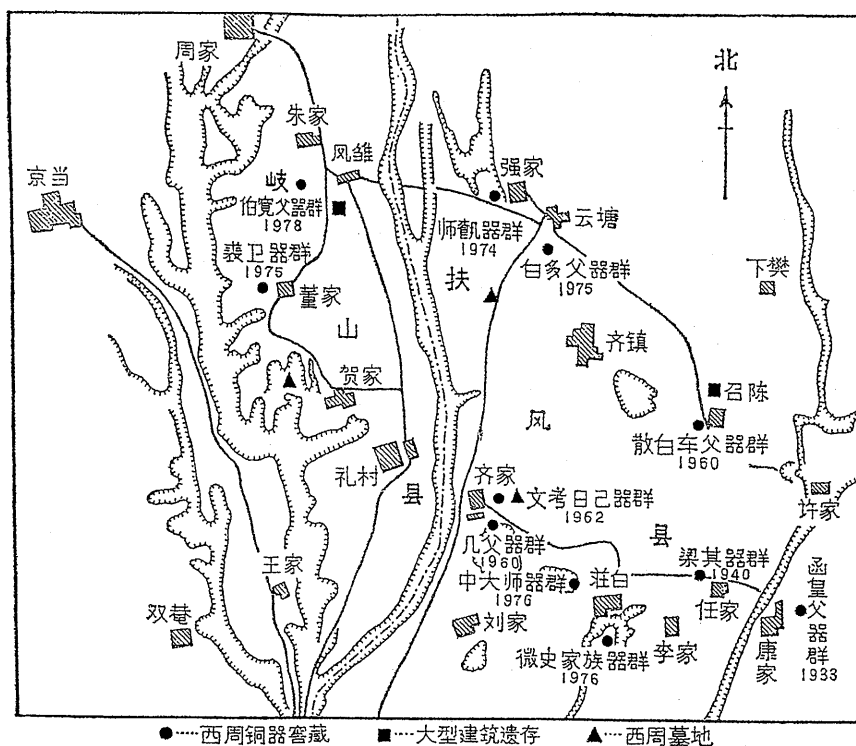 周家
北
朱家
凤雏
强家
京当
岐
伯寛父器群
1978
云塘
师𩛥器群
1974
裘卫器群
1975
扶
白多父器群
1975
下樊
董家
山
齐镇
贺家
召陈
风
散白车父器群
1960
礼村
县
齐家
文考日己器群
1962
许家
几父器群
(1960)
县
梁其器群
1940
王家
中大师器群
1976
庄白
函皇父器群
1933
双巷
刘家
李家
任家
康家
微史家族器群
1976
●----西周铜器窖藏 ■----大型建筑遗存 ▲----西周墓地